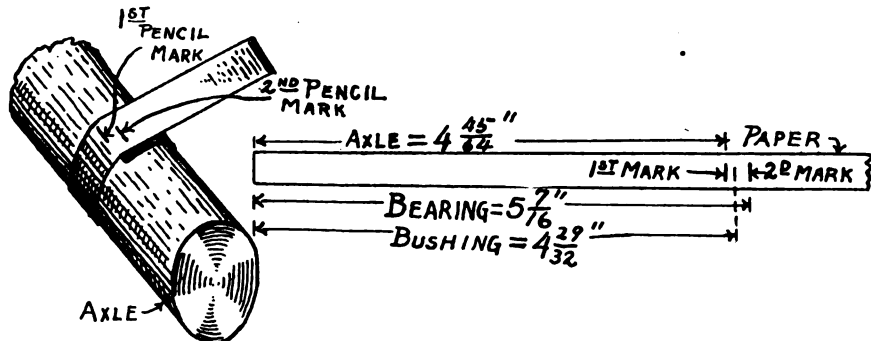 1ST
PENCIL
MARK
2ND PENCIL
MARK
AXLE = 4 45/64"
PAPER
1ST MARK
2D MARK
BEARING = 5 7/16"
BUSHING = 4 29/32"
AXLE